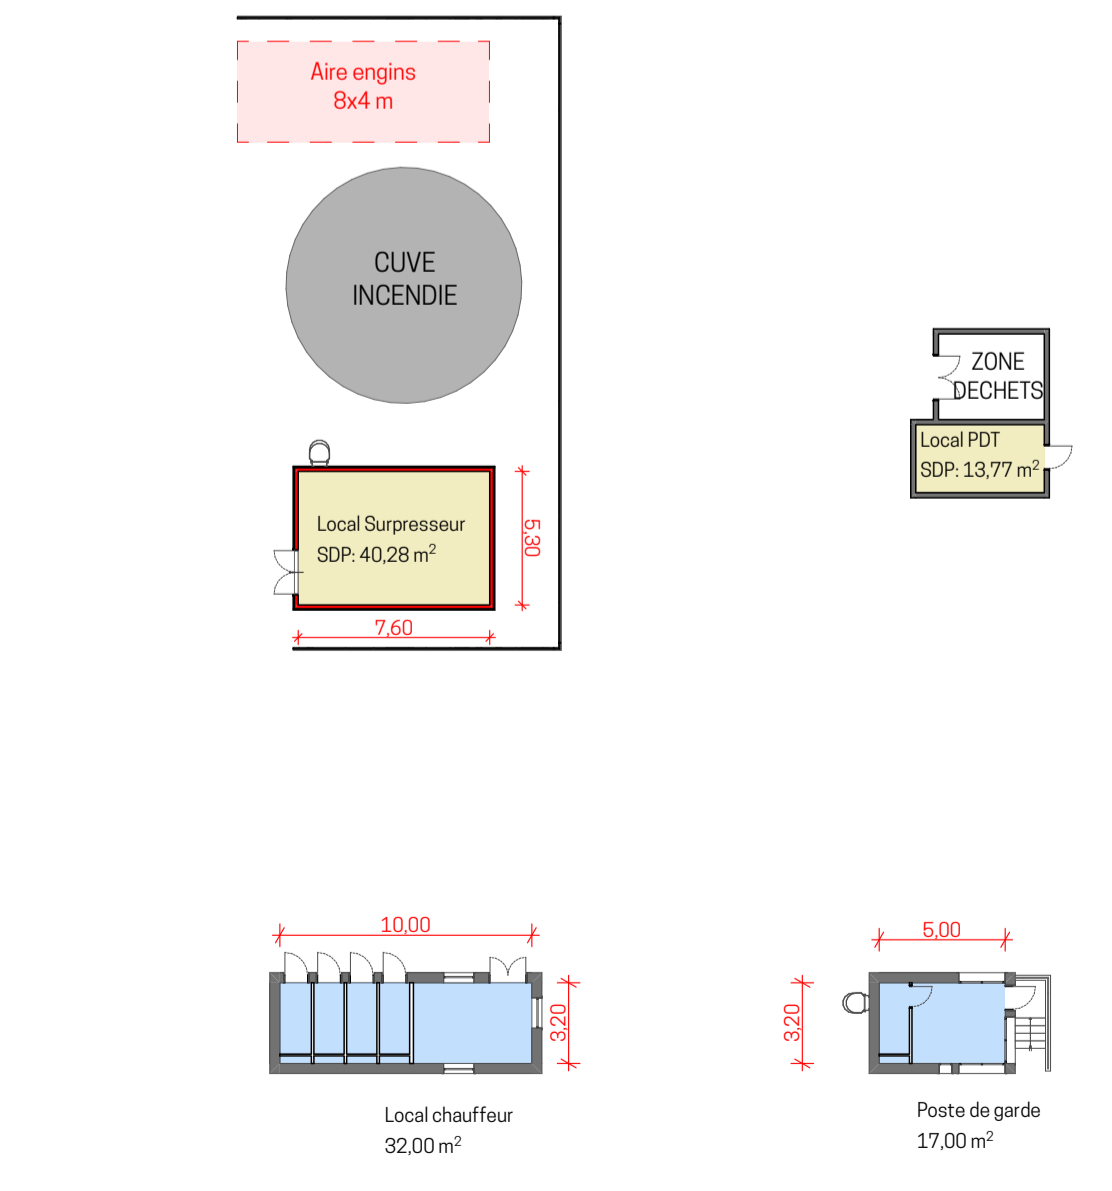 Aire engins
8x4 m
CUVE
INCENDIE
ZONE
DECHETS
Local PDT
SDP: 13,77 m²
Local Surpresseur
SDP: 40,28 m²
5,30
7,60
10,00
5,00
3,20
3,20
Local chauffeur
32,00 m²
Poste de garde
17,00 m²